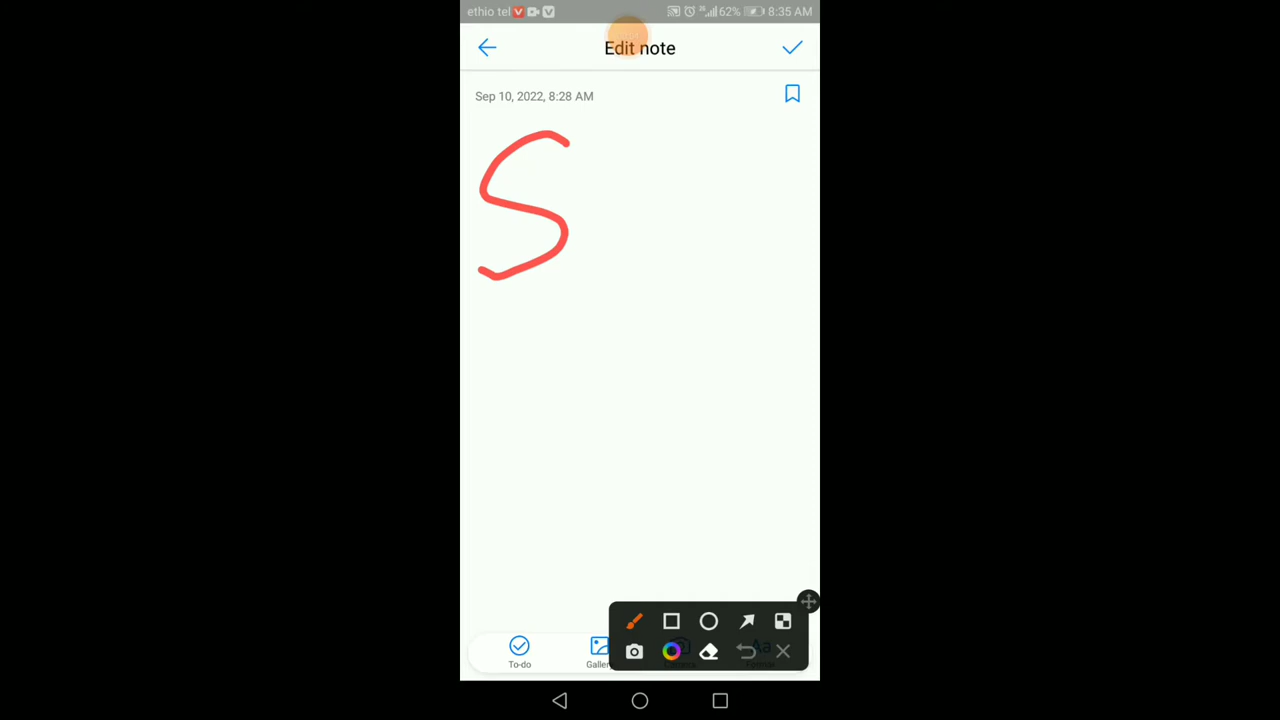 ethio tel 62% 8:35 AM
Edit note
Sep 10, 2022, 8:28 AM
S
To-do